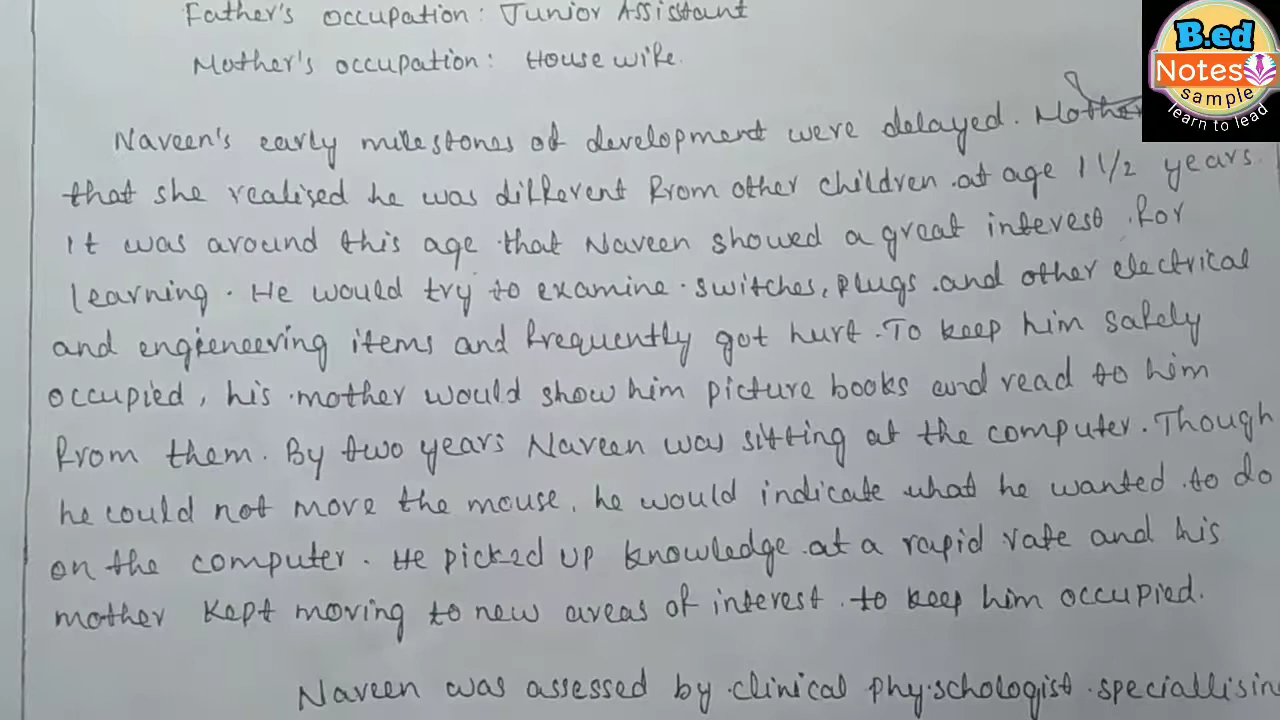 Father's occupation: Junior Assistant
Mother's occupation: House wife.
B.ed
Notes
sample
learn to lead
Naveen's early milestones of development were delayed. Mother
that she realised he was different from other children at age 1 1/2 years.
It was around this age that Naveen showed a great interest for
learning. He would try to examine switches, plugs and other electrical
and engieneering items and frequently got hurt. To keep him safely
occupied, his mother would show him picture books and read to him
from them. By two years Naveen was sitting at the computer. Though
he could not move the mouse, he would indicate what he wanted to do
on the computer. He picked up knowledge at a rapid rate and his
mother kept moving to new areas of interest to keep him occupied.
Naveen was assessed by clinical physchologist speciallising